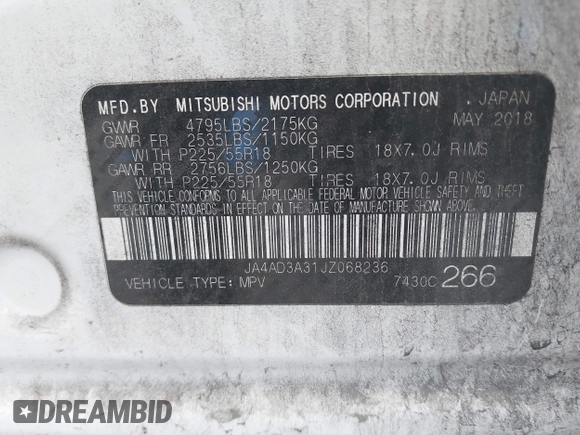 MFD.BY MITSUBISHI MOTORS CORPORATION . JAPAN
GVWR 4795LBS/2175KG MAY 2018
GAWR FR 2535LBS/1150KG
WITH P225/55R18 TIRES 18X7.0J RIMS
GAWR RR 2756LBS/1250KG
WITH P225/55R18 TIRES 18X7.0J RIMS
THIS VEHICLE CONFORMS TO ALL APPLICABLE FEDERAL MOTOR VEHICLE SAFETY AND THEFT
PREVENTION STANDARDS IN EFFECT ON THE DATE OF MANUFACTURE SHOWN ABOVE.
JA4AD3A31JZ068236
VEHICLE TYPE: MPV 7430C 266
DREAMBID